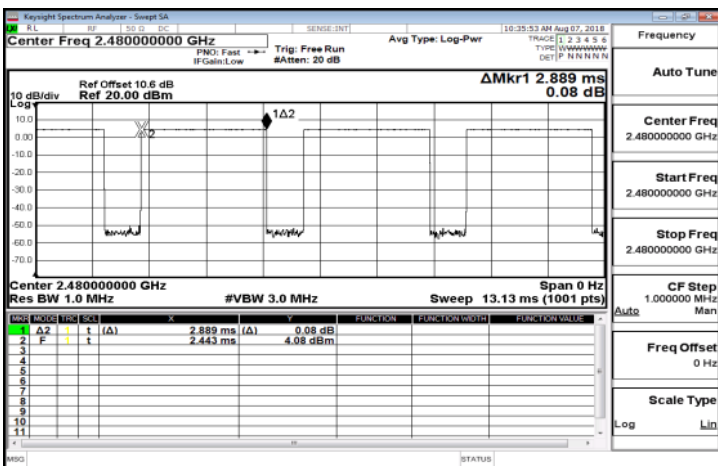 Keysight Spectrum Analyzer - Swept SA
RL RF 50 Ω DC SENSE:INT 10:35:53 AM Aug 07, 2018
Center Freq 2.480000000 GHz
PNO: Fast
IFGain:Low
Trig: Free Run
#Atten: 20 dB
Avg Type: Log-Pwr
TRACE 1 2 3 4 5 6
TYPE WWWWWW
DET P N N N N N
Ref Offset 10.6 dB
Ref 20.00 dBm
10 dB/div
Log
ΔMkr1 2.889 ms
0.08 dB
10.0
0.00
-10.0
-20.0
-30.0
-40.0
-50.0
-60.0
-70.0
1Δ2
2
Center 2.480000000 GHz Span 0 Hz
Res BW 1.0 MHz #VBW 3.0 MHz Sweep 13.13 ms (1001 pts)
MKR MODE TRC SCL X Y FUNCTION FUNCTION WIDTH FUNCTION VALUE
1 Δ2 1 t (Δ) 2.889 ms (Δ) 0.08 dB
2 F 1 t 2.443 ms 4.08 dBm
3
4
5
6
7
8
9
10
11
MSG STATUS
Frequency
Auto Tune
Center Freq
2.480000000 GHz
Start Freq
2.480000000 GHz
Stop Freq
2.480000000 GHz
CF Step
1.000000 MHz
Auto Man
Freq Offset
0 Hz
Scale Type
Log Lin